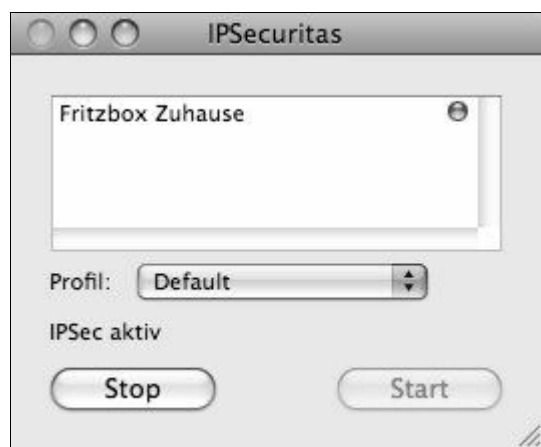 IPSecuritas
Fritzbox Zuhause
Profil: Default
IPSec aktiv
Stop Start